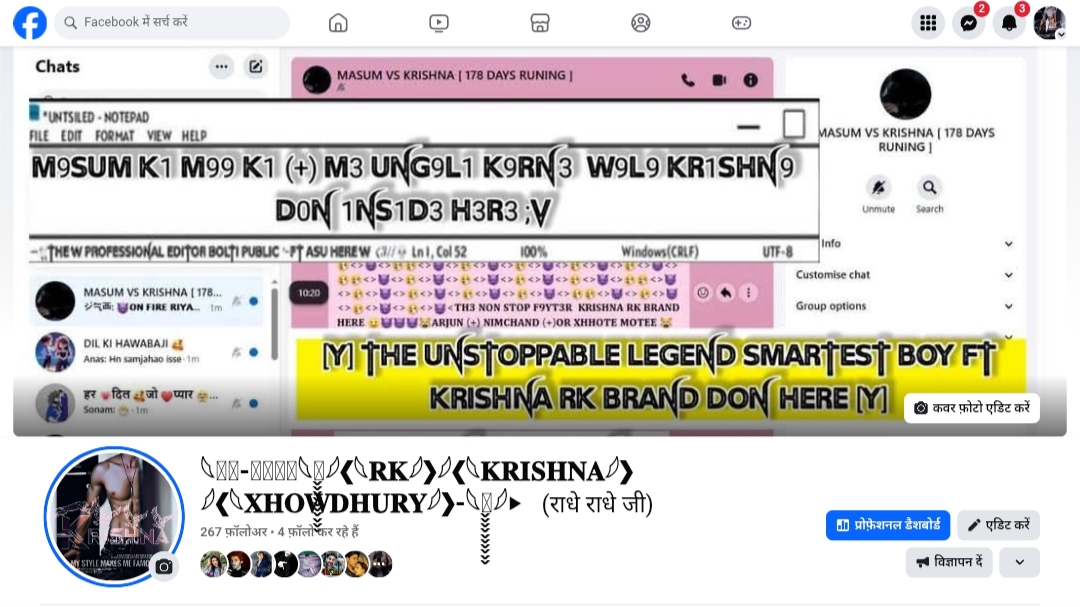 Facebook में सर्च करें
2
3
Chats
MASUM VS KRISHNA [ 178 DAYS RUNING ]
*UNTSILED - NOTEPAD
FILE EDIT FORMAT VIEW HELP
M9SUM K1 M99 K1 (+) M3 UNG9L1 K9RN3 W9L9 KR1SHN9
D0N 1NS1D3 H3R3 ;V
THEW PROFESSIONAL EDITOR BOLTI PUBLIC -FT ASU HEREW Ln I, Col 52 100% Windows(CRLF) UTF-8
MASUM VS KRISHNA [ 178 DAYS
RUNING ]
Unmute Search
Info
Customise chat
Group options
MASUM VS KRISHNA [ 178...
😈ON FIRE RIYA... 1m
DIL KI HAWABAJI 🥰
Anas: Hn samjahao isse · 1m
हर 💗दिल 🥰जो ❤️प्यार 🥺...
Sonam: 😁 · 1m
10:20
<TH3 NON STOP F9YT3R KRISHNA RK BRAND
HERE 😈😈😈ARJUN (+) NIMCHAND (+)OR XHHOTE MOTEE 😹
[Y] THE UNSTOPPABLE LEGEND SMARTEST BOY FT
KRISHNA RK BRAND DON HERE [Y]
कवर फ़ोटो एडिट करें
KRISHNA
MY STYLE MAKES ME FAMO
❮RK❯❮KRISHNA❯
❮XHOWDHURY❯- (राधे राधे जी)
267 फ़ॉलोअर • 4 फ़ॉलो कर रहे हैं
प्रोफ़ेशनल डैशबोर्ड
एडिट करें
विज्ञापन दें